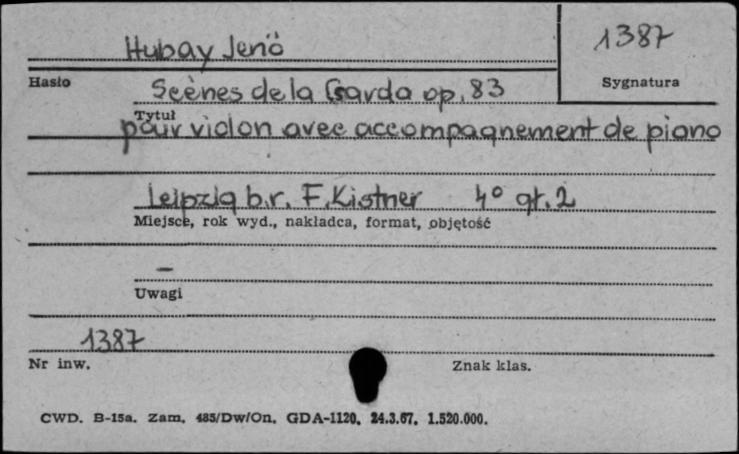 Hubay Jenö
1387
Hasło
Sygnatura
Scènes de la Csarda op. 83
Tytuł
pour violon avec accompagnement de piano
Leipzig b.r. F. Kistner 4° gł. 2
Miejsce, rok wyd., nakładca, format, objętość
–
Uwagi
1387
Nr inw.
Znak klas.
CWD. B-15a. Zam. 485/Dw/On. GDA-1120. 24.3.67. 1.520.000.